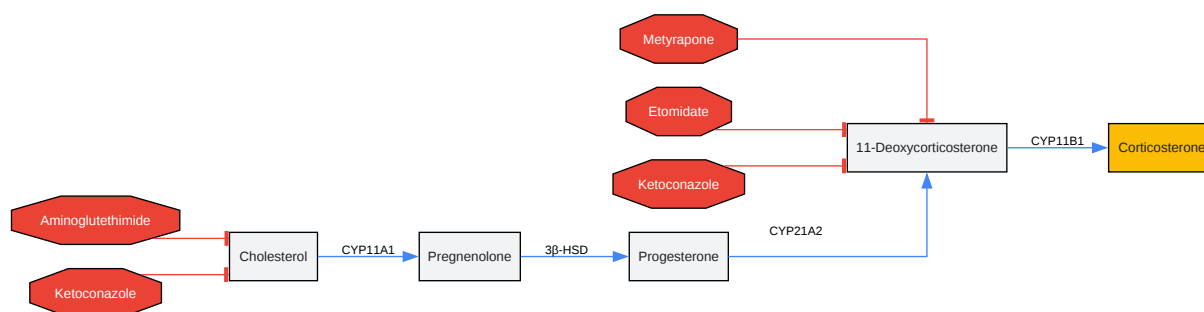 Metyrapone
Etomidate
11-Deoxycorticosterone
CYP11B1
Corticosterone
Ketoconazole
Aminoglutethimide
CYP21A2
Cholesterol
CYP11A1
Pregnenolone
3β-HSD
Progesterone
Ketoconazole